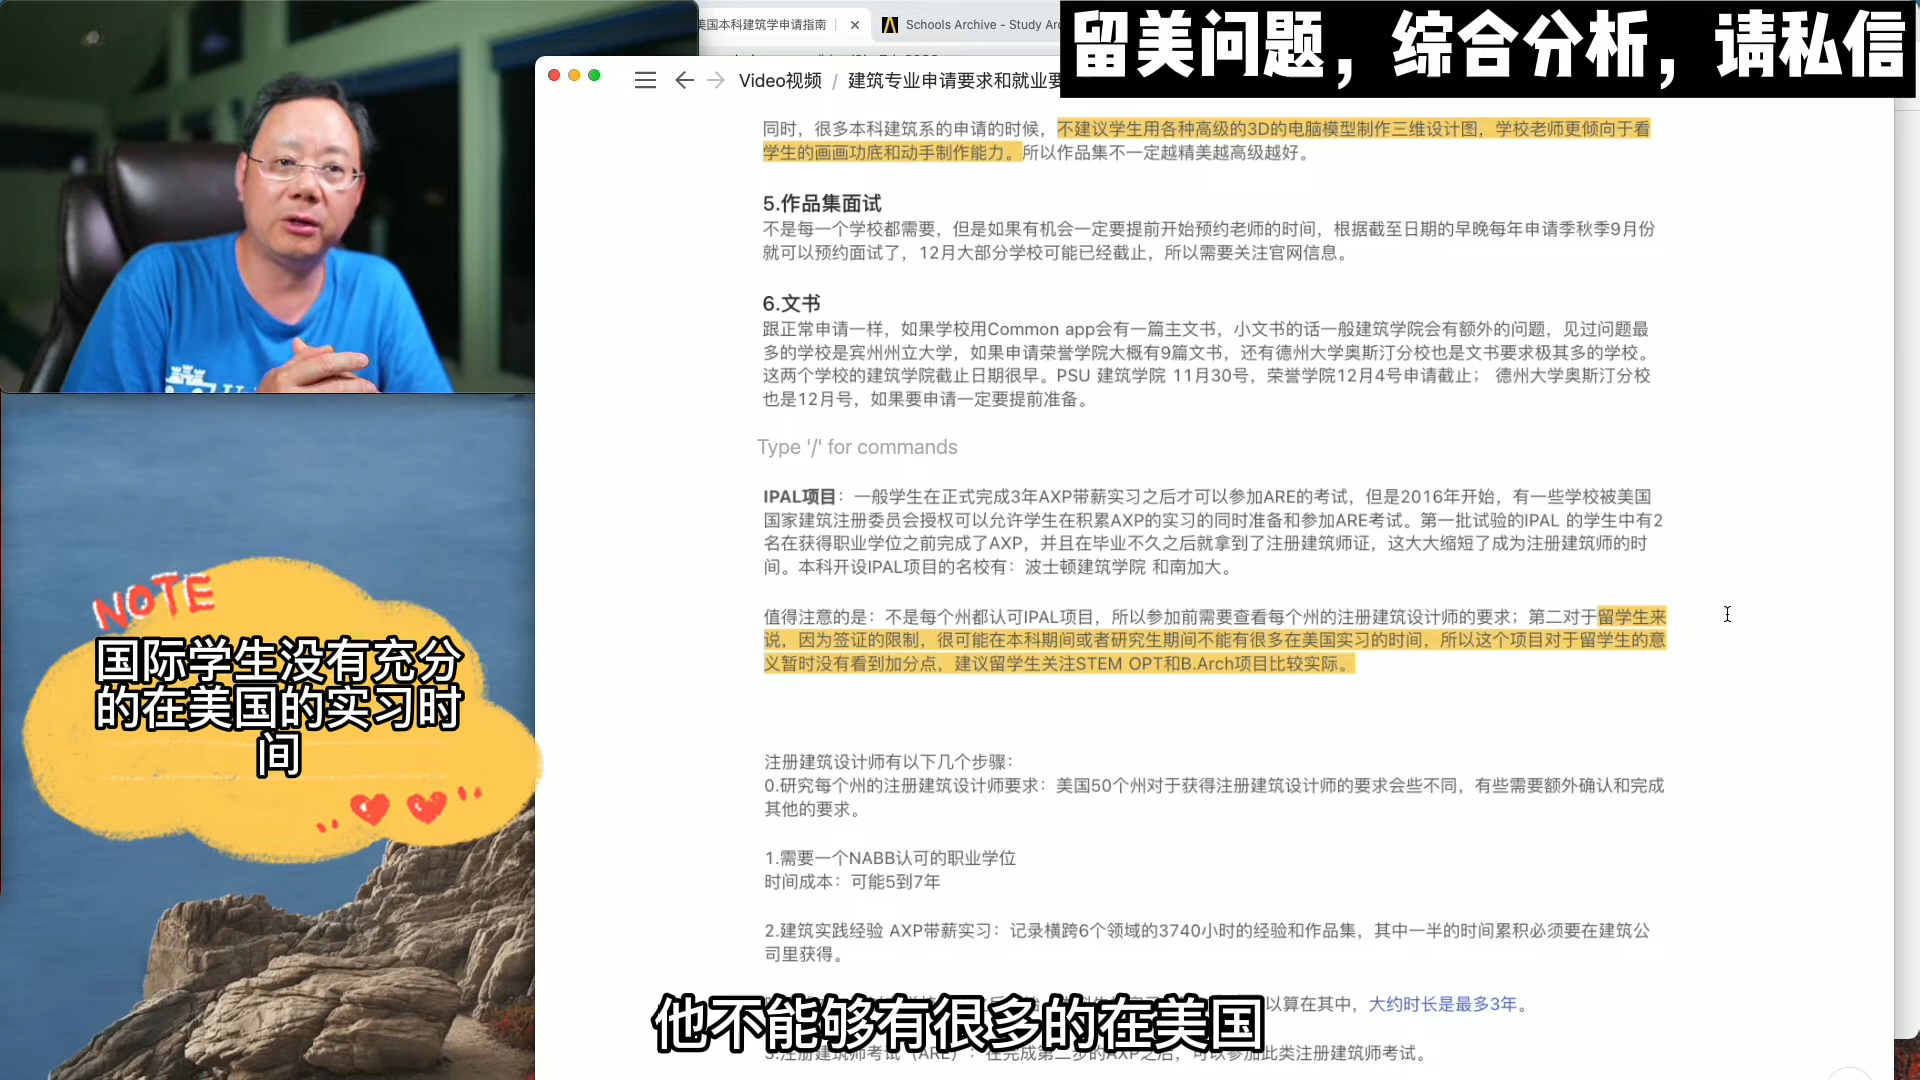 美国本科建筑学申请指南
Schools Archive - Study Ar
留美问题，综合分析，请私信
Video视频 / 建筑专业申请要求和就业要
同时，很多本科建筑系的申请的时候，不建议学生用各种高级的3D的电脑模型制作三维设计图，学校老师更倾向于看
学生的画画功底和动手制作能力。所以作品集不一定越精美越高级越好。
5.作品集面试
不是每一个学校都需要，但是如果有机会一定要提前开始预约老师的时间，根据截至日期的早晚每年申请季秋季9月份
就可以预约面试了，12月大部分学校可能已经截止，所以需要关注官网信息。
6.文书
跟正常申请一样，如果学校用Common app会有一篇主文书，小文书的话一般建筑学院会有额外的问题，见过问题最
多的学校是宾州州立大学，如果申请荣誉学院大概有9篇文书，还有德州大学奥斯汀分校也是文书要求极其多的学校。
这两个学校的建筑学院截止日期很早。PSU 建筑学院 11月30号，荣誉学院12月4号申请截止； 德州大学奥斯汀分校
也是12月号，如果要申请一定要提前准备。
Type '/' for commands
IPAL项目：一般学生在正式完成3年AXP带薪实习之后才可以参加ARE的考试，但是2016年开始，有一些学校被美国
国家建筑注册委员会授权可以允许学生在积累AXP的实习的同时准备和参加ARE考试。第一批试验的IPAL 的学生中有2
名在获得职业学位之前完成了AXP，并且在毕业不久之后就拿到了注册建筑师证，这大大缩短了成为注册建筑师的时
间。本科开设IPAL项目的名校有：波士顿建筑学院 和南加大。
值得注意的是：不是每个州都认可IPAL项目，所以参加前需要查看每个州的注册建筑设计师的要求；第二对于留学生来
说，因为签证的限制，很可能在本科期间或者研究生期间不能有很多在美国实习的时间，所以这个项目对于留学生的意
义暂时没有看到加分点，建议留学生关注STEM OPT和B.Arch项目比较实际。
NOTE
国际学生没有充分
的在美国的实习时
间
注册建筑设计师有以下几个步骤：
0.研究每个州的注册建筑设计师要求：美国50个州对于获得注册建筑设计师的要求会些不同，有些需要额外确认和完成
其他的要求。
1.需要一个NABB认可的职业学位
时间成本：可能5到7年
2.建筑实践经验 AXP带薪实习：记录横跨6个领域的3740小时的经验和作品集，其中一半的时间累积必须要在建筑公
司里获得。
以算在其中，大约时长是最多3年。
他不能够有很多的在美国
3.注册建筑师考试（ARE）：在完成第二步的AXP之后，可以参加此类注册建筑师考试。